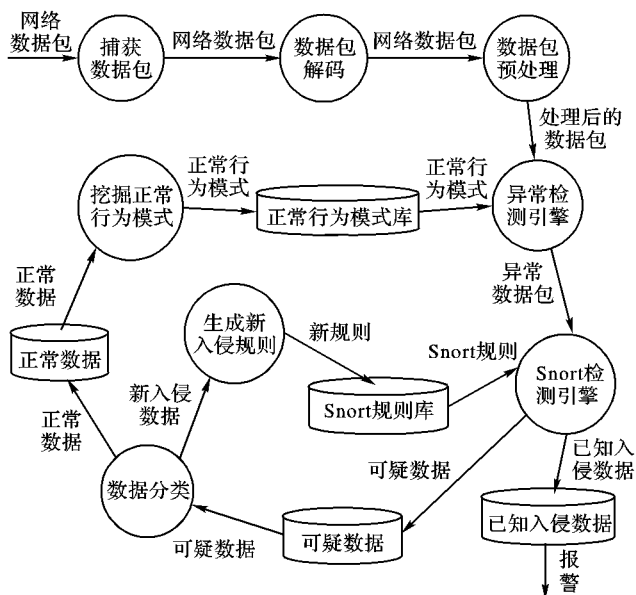 网络
数据包
捕获
数据包
网络数据包
数据包
解码
网络数据包
数据包
预处理
处理后的
数据包
挖掘正常
行为模式
正常行
为模式
正常行为模式库
正常行
为模式
异常检
测引擎
异常
数据包
正常
数据
正常数据
生成新
入侵规则
新规则
Snort规则
Snort规则库
Snort检
测引擎
正常
数据
新入侵
数据
数据分类
可疑数据
可疑数据
可疑数据
已知入
侵数据
已知入侵数据
报
警